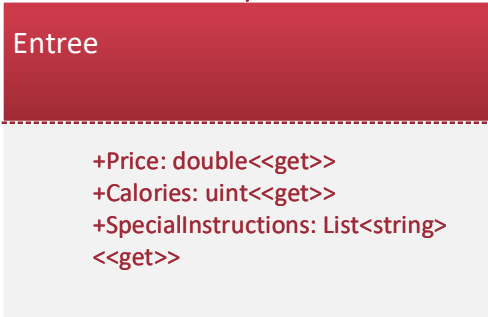 Entree
+Price: double<<get>>
+Calories: uint<<get>>
+SpecialInstructions: List<string>
<<get>>